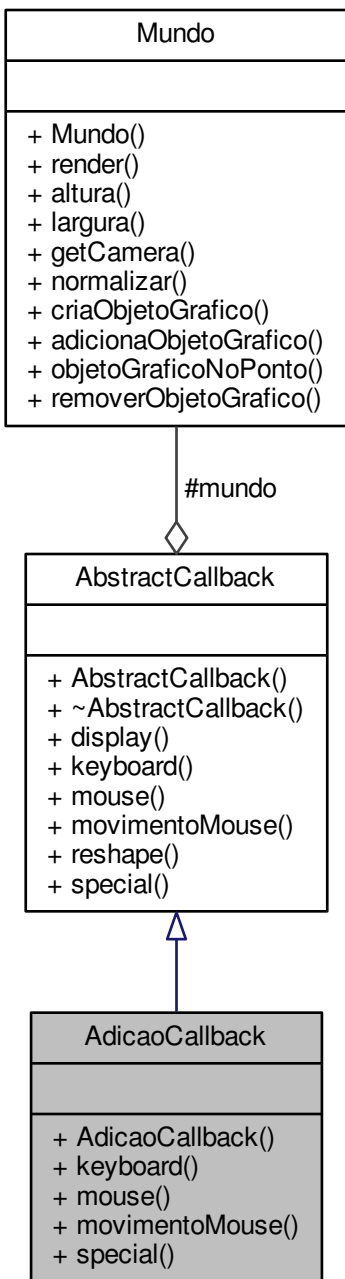 Mundo
+ Mundo()
+ render()
+ altura()
+ largura()
+ getCamera()
+ normalizar()
+ criaObjetoGrafico()
+ adicionaObjetoGrafico()
+ objetoGraficoNoPonto()
+ removerObjetoGrafico()
#mundo
AbstractCallback
+ AbstractCallback()
+ ~AbstractCallback()
+ display()
+ keyboard()
+ mouse()
+ movimentoMouse()
+ reshape()
+ special()
AdicaoCallback
+ AdicaoCallback()
+ keyboard()
+ mouse()
+ movimentoMouse()
+ special()